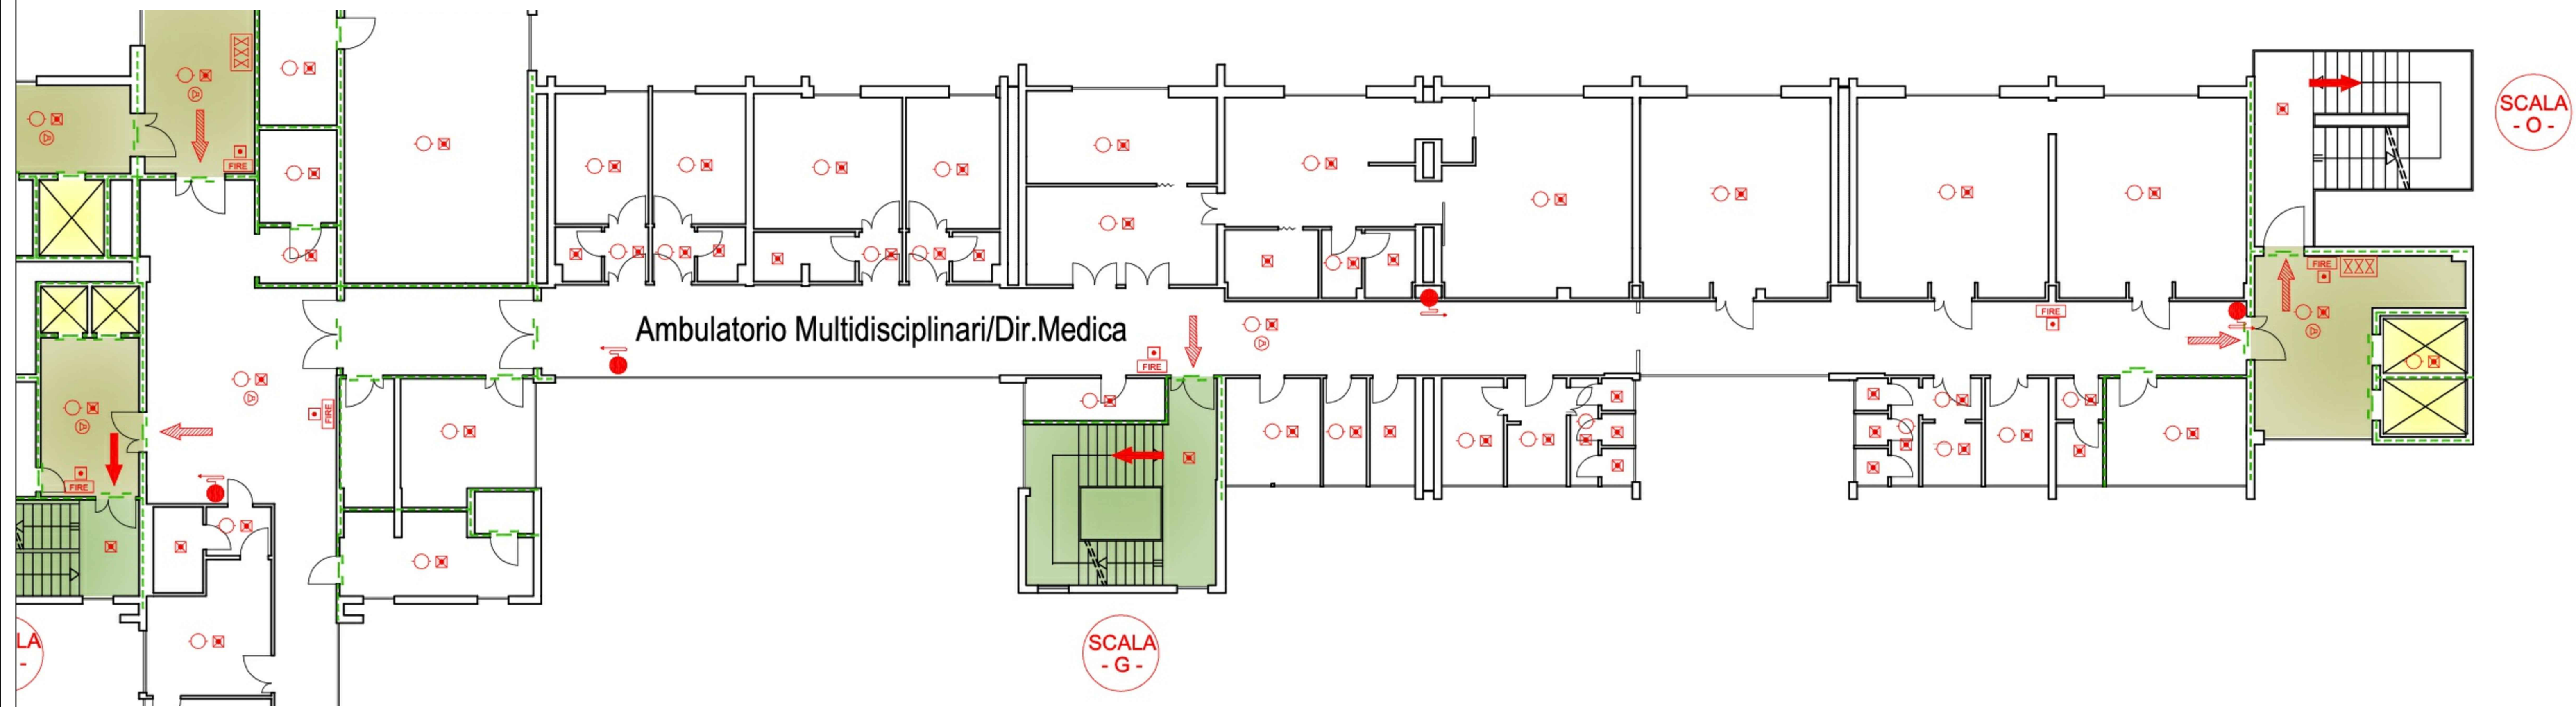 SCALA
- O -
FIRE
FIRE
FIRE
Ambulatorio Multidisciplinari/Dir.Medica
FIRE
FIRE
FIRE
LA
-
SCALA
- G -